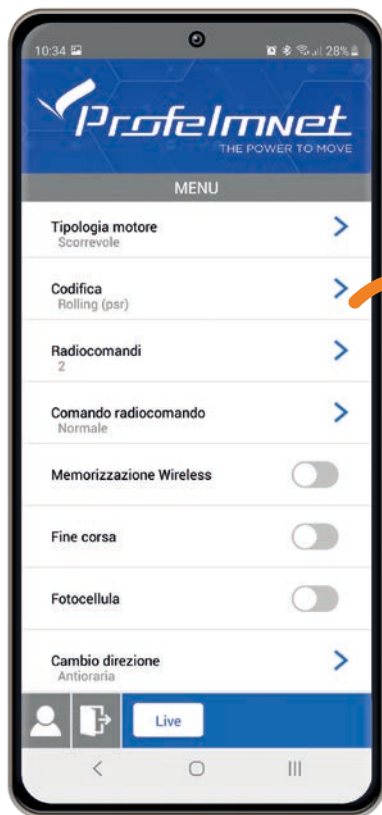 10:34
28%
Profelmnet
THE POWER TO MOVE
MENU
Tipologia motore
Scorrevole
Codifica
Rolling (psr)
Radiocomandi
2
Comando radiocomando
Normale
Memorizzazione Wireless
Fine corsa
Fotocellula
Cambio direzione
Antioraria
Live